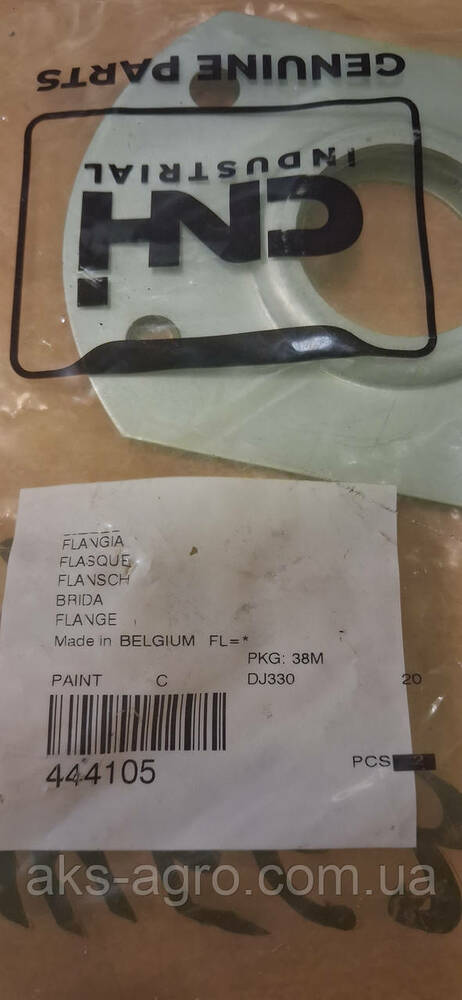 GENUINE PARTS
CNH
INDUSTRIAL
FLANGIA
FLASQUE
FLANSCH
BRIDA
FLANGE
Made in BELGIUM FL=*
PKG: 38M
PAINT C DJ330 20
444105
PCS 2
aks-agro.com.ua